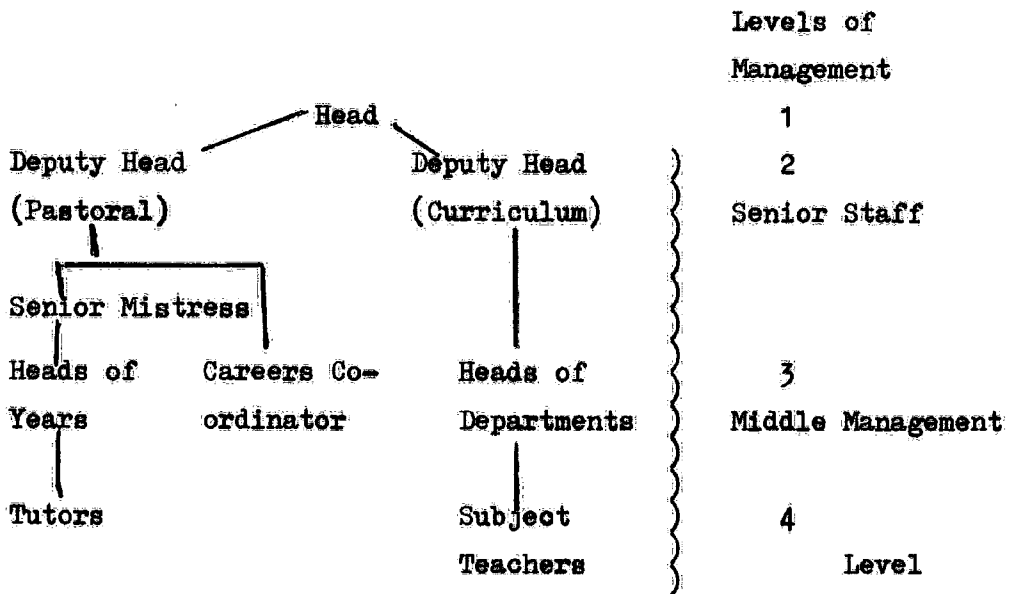 Levels of
Management
Head 1
Deputy Head Deputy Head 2
(Pastoral) (Curriculum) Senior Staff
Senior Mistress
Heads of Careers Co- Heads of 3
Years ordinator Departments Middle Management
Tutors Subject 4
Teachers Level